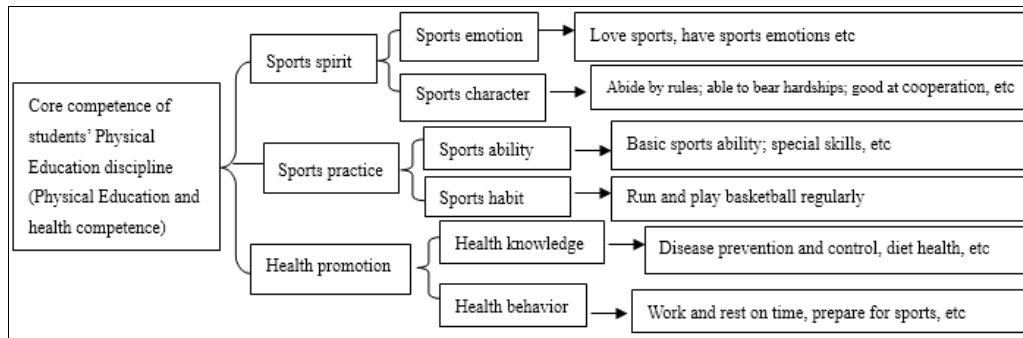 Core competence of
students’ Physical
Education discipline
(Physical Education and
health competence)
Sports spirit
Sports emotion
Love sports, have sports emotions etc
Sports character
Abide by rules; able to bear hardships; good at cooperation, etc
Sports practice
Sports ability
Basic sports ability; special skills, etc
Sports habit
Run and play basketball regularly
Health promotion
Health knowledge
Disease prevention and control, diet health, etc
Health behavior
Work and rest on time, prepare for sports, etc